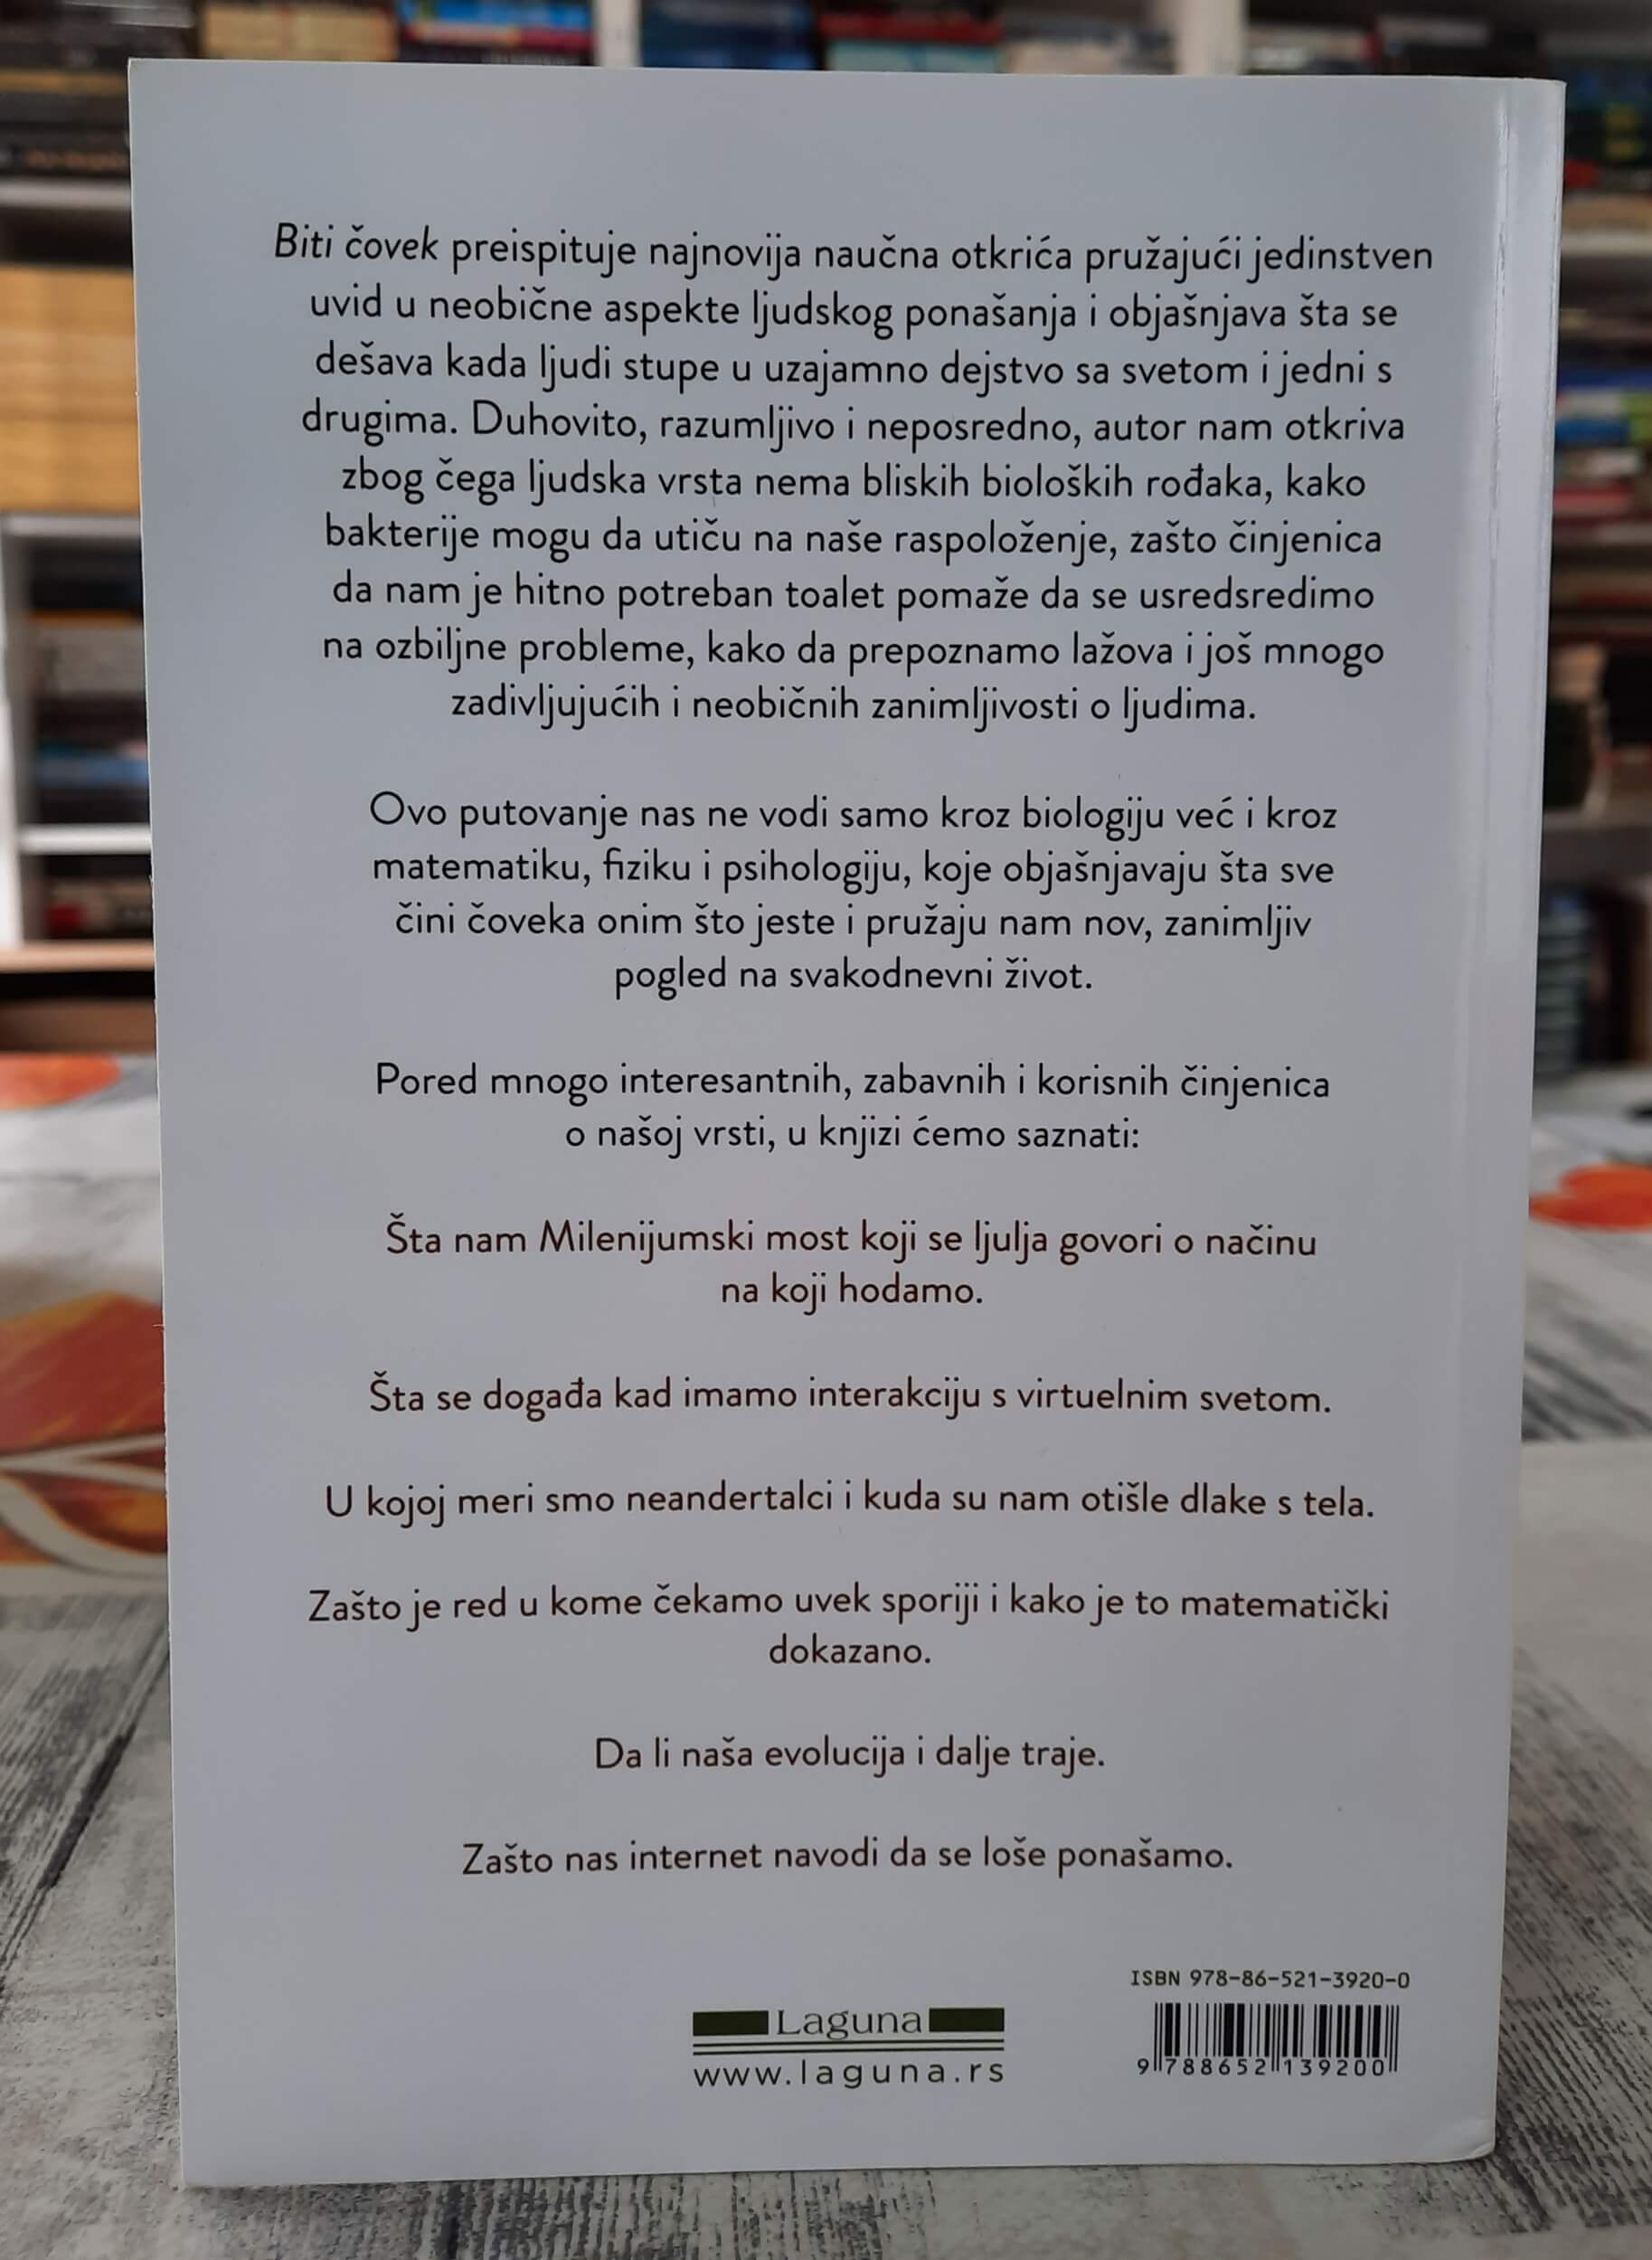 Biti čovek preispituje najnovija naučna otkrića pružajući jedinstven
uvid u neobične aspekte ljudskog ponašanja i objašnjava šta se
dešava kada ljudi stupe u uzajamno dejstvo sa svetom i jedni s
drugima. Duhovito, razumljivo i neposredno, autor nam otkriva
zbog čega ljudska vrsta nema bliskih bioloških rođaka, kako
bakterije mogu da utiču na naše raspoloženje, zašto činjenica
da nam je hitno potreban toalet pomaže da se usredsredimo
na ozbiljne probleme, kako da prepoznamo lažova i još mnogo
zadivljujućih i neobičnih zanimljivosti o ljudima.
Ovo putovanje nas ne vodi samo kroz biologiju već i kroz
matematiku, fiziku i psihologiju, koje objašnjavaju šta sve
čini čoveka onim što jeste i pružaju nam nov, zanimljiv
pogled na svakodnevni život.
Pored mnogo interesantnih, zabavnih i korisnih činjenica
o našoj vrsti, u knjizi ćemo saznati:
Šta nam Milenijumski most koji se ljulja govori o načinu
na koji hodamo.
Šta se događa kad imamo interakciju s virtuelnim svetom.
U kojoj meri smo neandertalci i kuda su nam otišle dlake s tela.
Zašto je red u kome čekamo uvek sporiji i kako je to matematički
dokazano.
Da li naša evolucija i dalje traje.
Zašto nas internet navodi da se loše ponašamo.
ISBN 978-86-521-3920-0
Laguna
www.laguna.rs
9 788652 139200